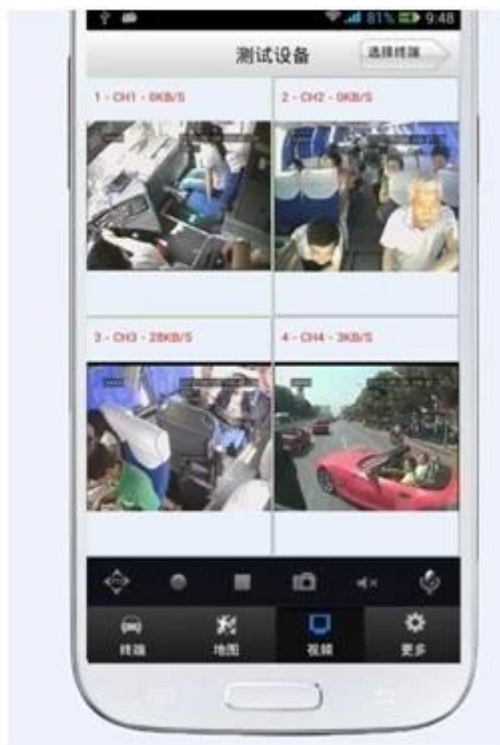 81% 9:48
测试设备 选择终端
1 - CH1 - 0KB/S 2 - CH2 - 0KB/S
3 - CH3 - 28KB/S 4 - CH4 - 3KB/S
终端 地图 视频 更多